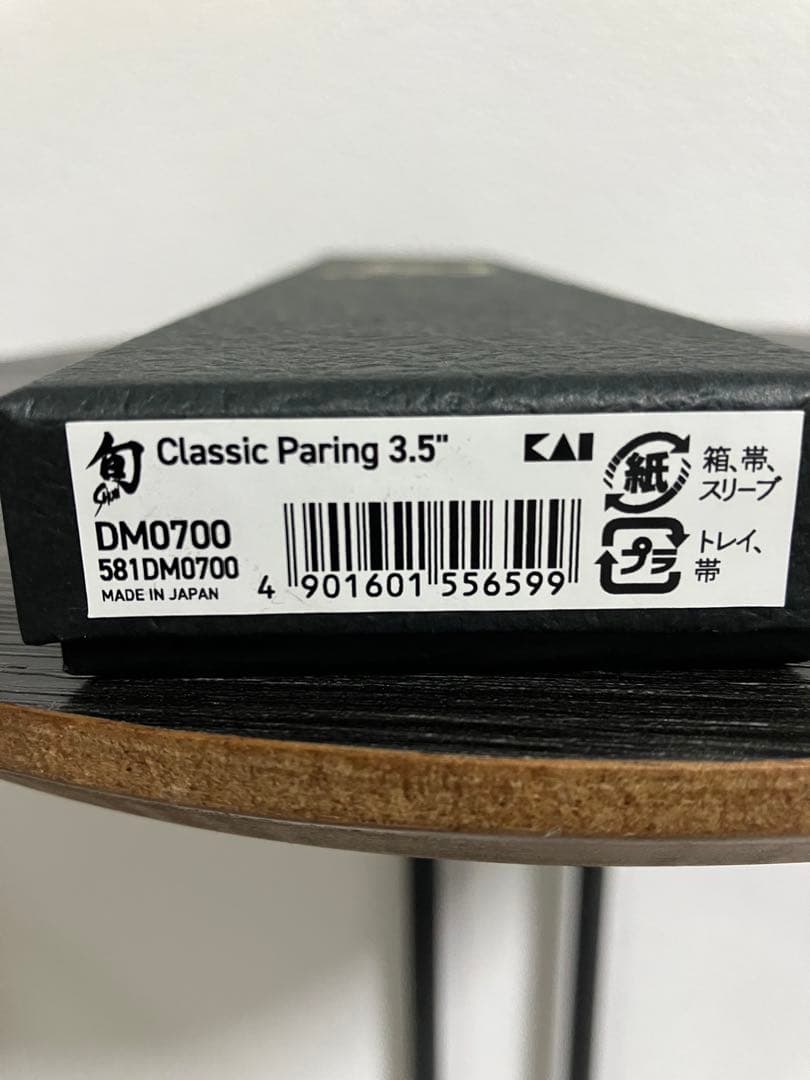 旬 Classic Paring 3.5" KAI
Shun
DM0700
581DM0700
MADE IN JAPAN
4 901601 556599
紙 箱、帯、
スリーブ
プラ トレイ、
帯